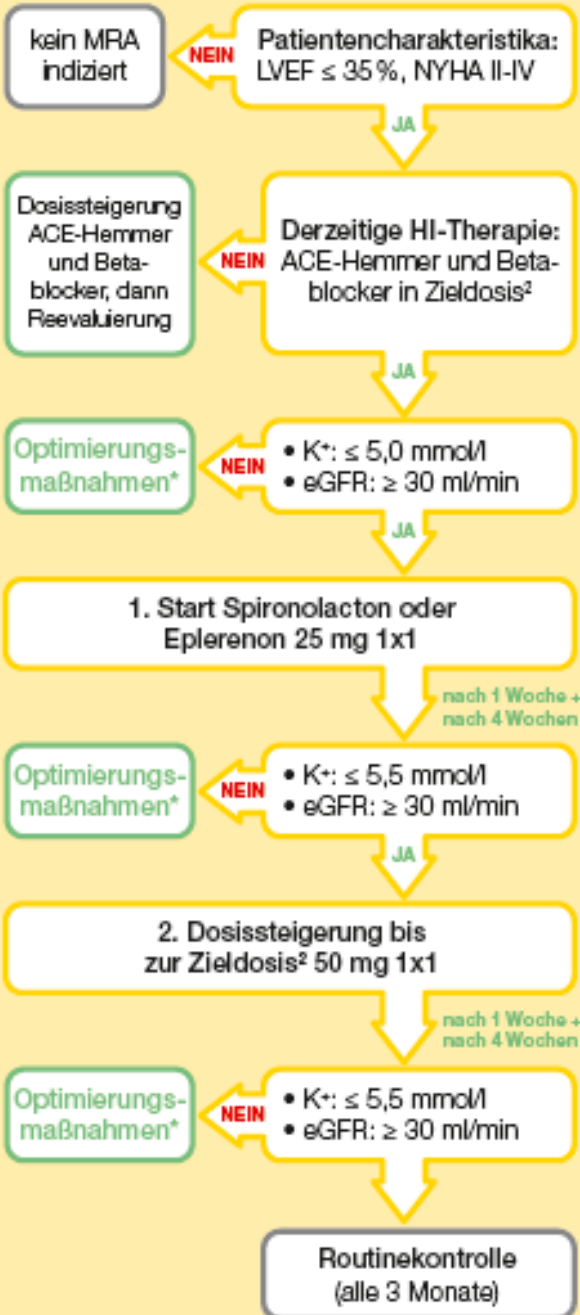 kein MRA
indiziert
NEIN
Patientencharakteristika:
LVEF ≤ 35%, NYHA II-IV
JA
Dosissteigerung
ACE-Hemmer
und Beta-
blocker, dann
Reevaluierung
NEIN
Derzeitige HI-Therapie:
ACE-Hemmer und Beta-
blocker in Zieldosis²
JA
Optimierungs-
maßnahmen*
NEIN
• K⁺: ≤ 5,0 mmol/l
• eGFR: ≥ 30 ml/min
JA
1. Start Spironolacton oder
Eplerenon 25 mg 1x1
nach 1 Woche +
nach 4 Wochen
Optimierungs-
maßnahmen*
NEIN
• K⁺: ≤ 5,5 mmol/l
• eGFR: ≥ 30 ml/min
JA
2. Dosissteigerung bis
zur Zieldosis² 50 mg 1x1
nach 1 Woche +
nach 4 Wochen
Optimierungs-
maßnahmen*
NEIN
• K⁺: ≤ 5,5 mmol/l
• eGFR: ≥ 30 ml/min
Routinekontrolle
(alle 3 Monate)